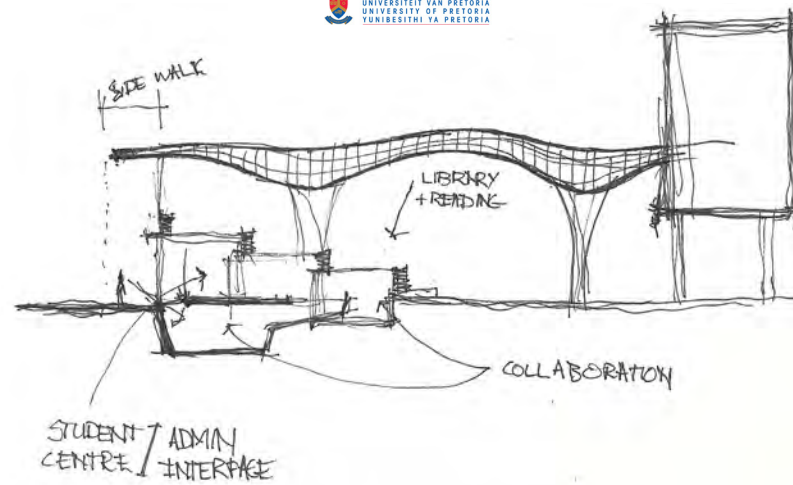 UNIVERSITEIT VAN PRETORIA
UNIVERSITY OF PRETORIA
YUNIBESITHI YA PRETORIA
SIDE WALK
LIBRARY
+ READING
COLLABORATION
STUDENT / ADMIN
CENTRE / INTERFACE